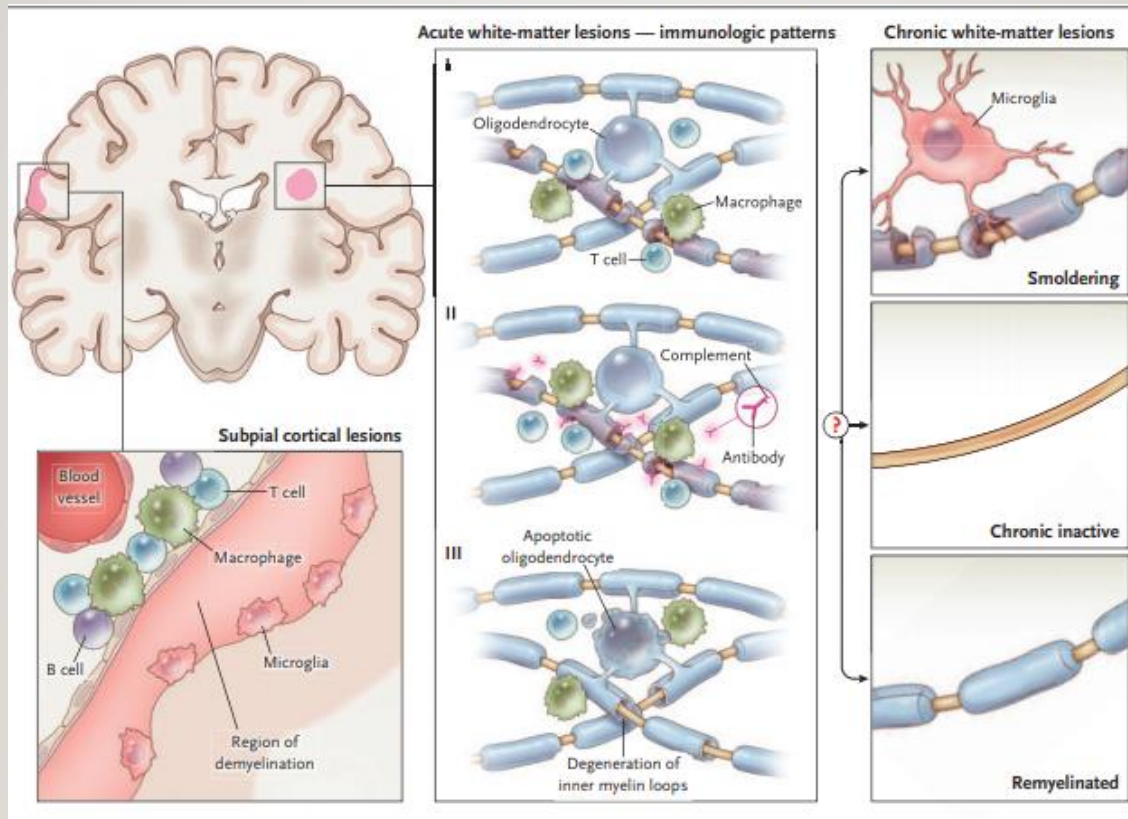 Acute white-matter lesions — immunologic patterns
Chronic white-matter lesions
I
Oligodendrocyte
Macrophage
T cell
II
Complement
Antibody
III
Apoptotic
oligodendrocyte
Degeneration of
inner myelin loops
Microglia
Smoldering
?
Chronic inactive
Remyelinated
Subpial cortical lesions
Blood
vessel
T cell
Macrophage
Microglia
B cell
Region of
demyelination